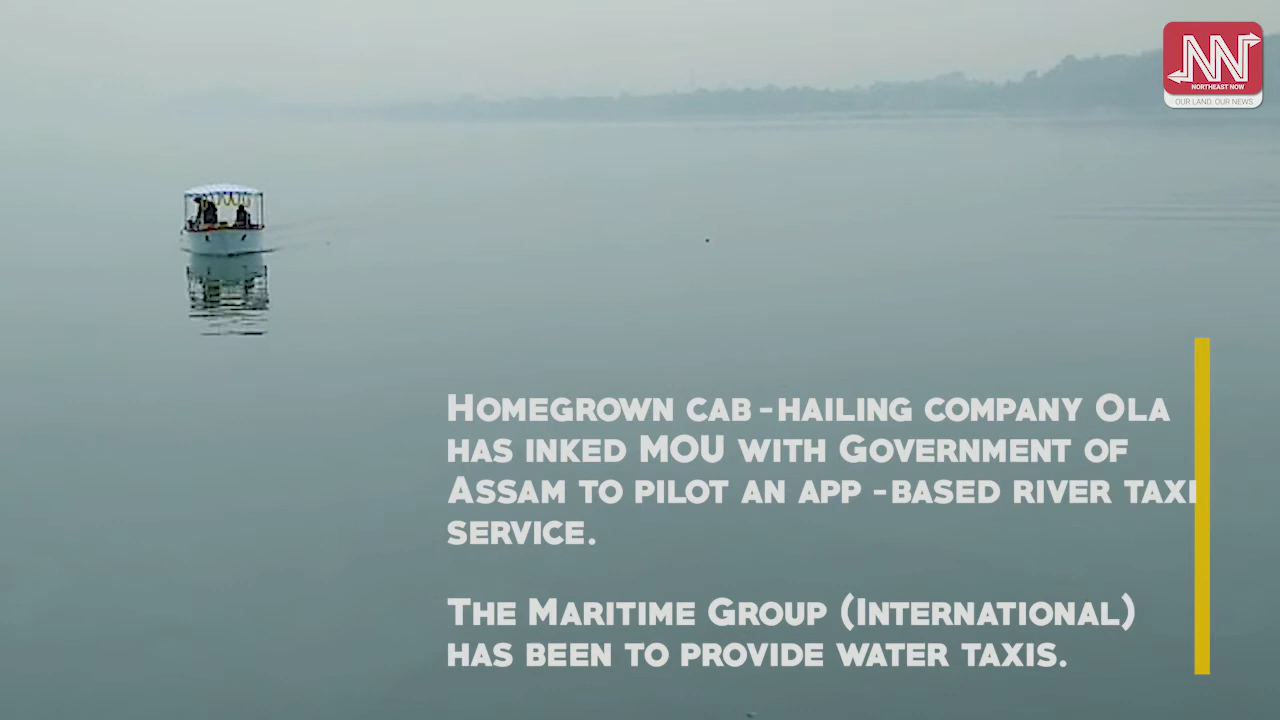 NN
NORTHEAST NOW
OUR LAND. OUR NEWS
Homegrown cab-hailing company Ola
has inked MOU with Government of
Assam to pilot an app-based river taxi
service.
The Maritime Group (International)
has been to provide water taxis.